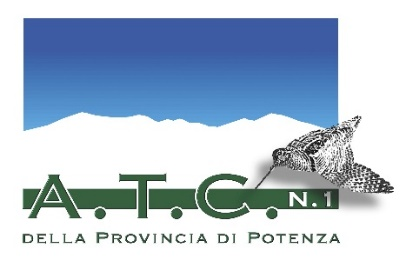 A.T.C. N.1
DELLA PROVINCIA DI POTENZA